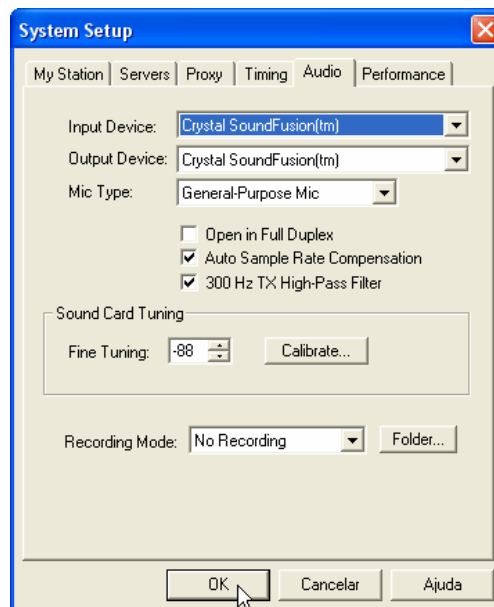 System Setup
My Station Servers Proxy Timing Audio Performance
Input Device: Crystal SoundFusion(tm)
Output Device: Crystal SoundFusion(tm)
Mic Type: General-Purpose Mic
Open in Full Duplex
Auto Sample Rate Compensation
300 Hz TX High-Pass Filter
Sound Card Tuning
Fine Tuning: -88 Calibrate...
Recording Mode: No Recording Folder...
OK Cancelar Ajuda